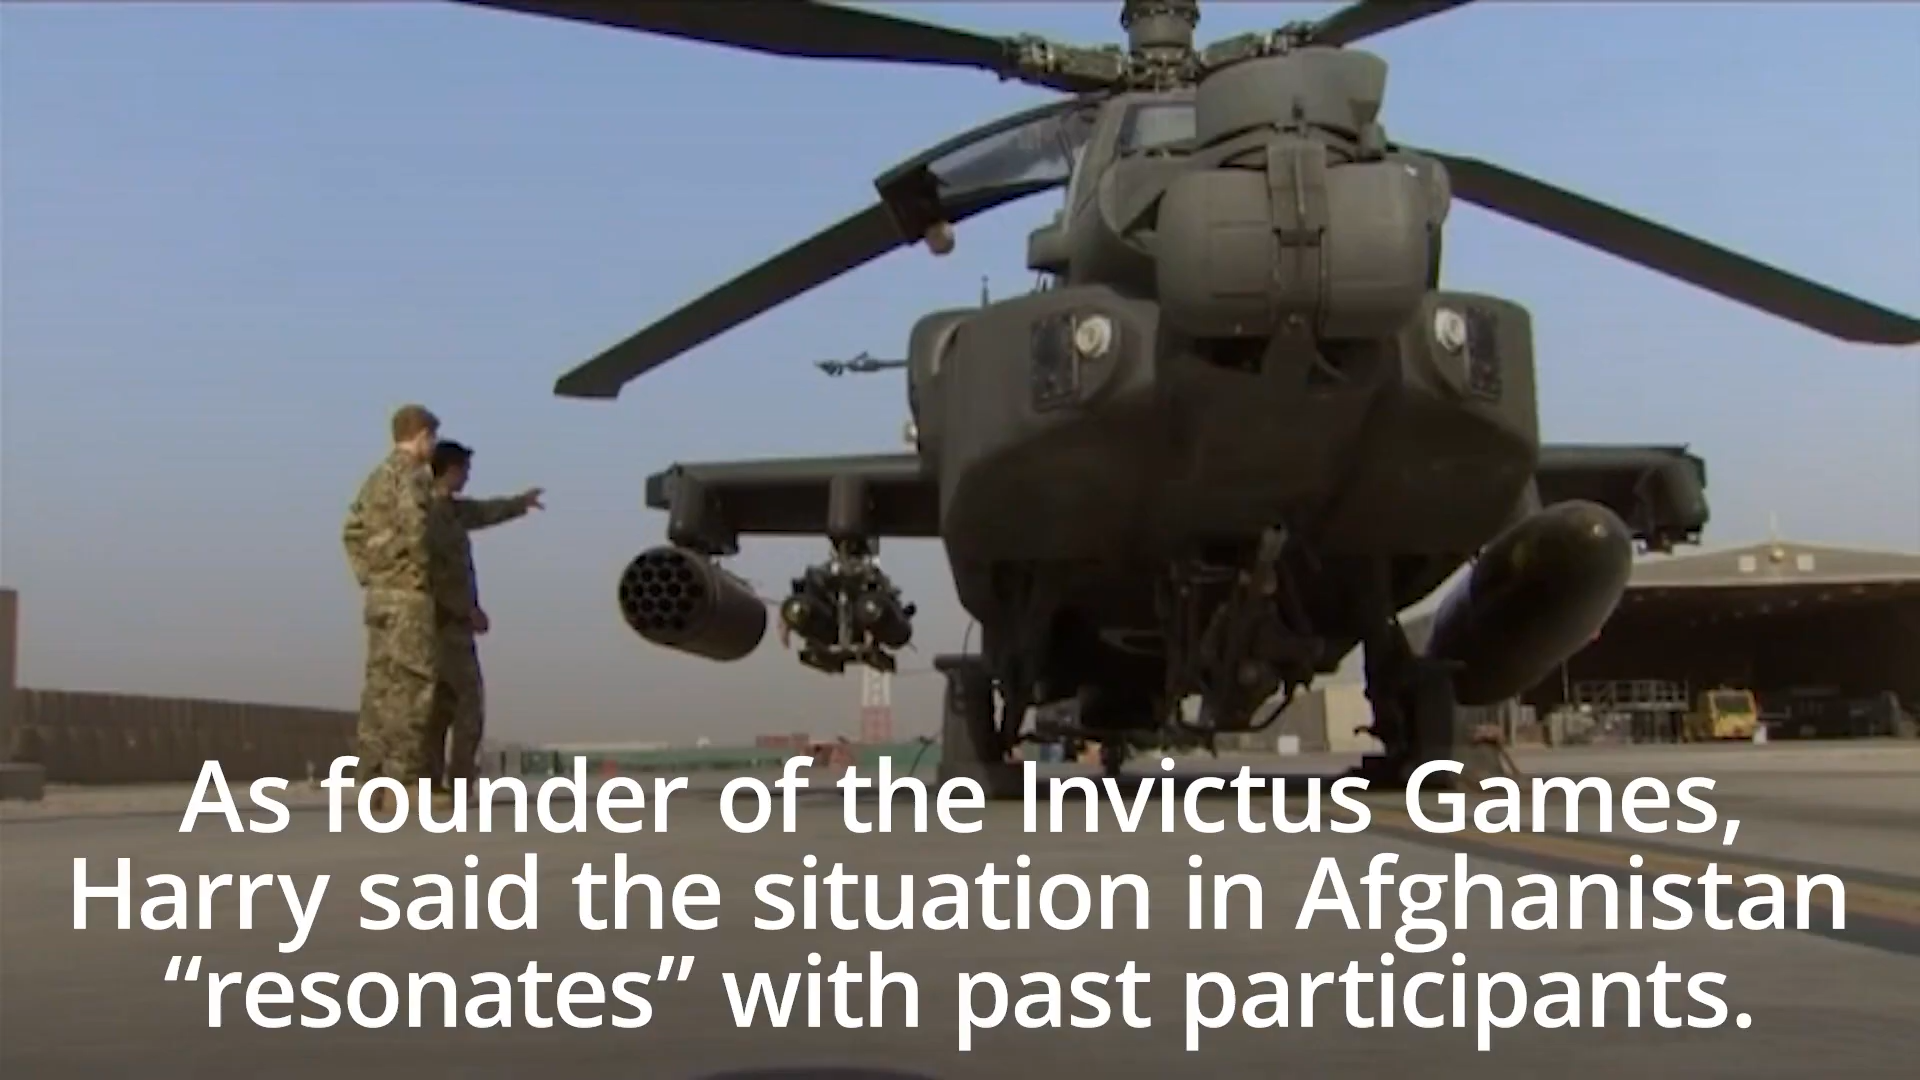 As founder of the Invictus Games,
Harry said the situation in Afghanistan
“resonates” with past participants.